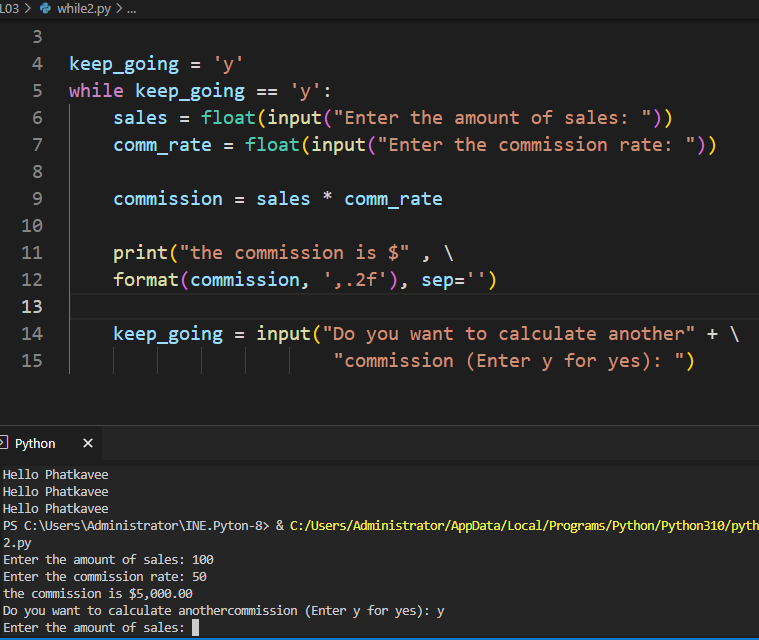 L03 > while2.py > ...
3
4 keep_going = 'y'
5 while keep_going == 'y':
6     sales = float(input("Enter the amount of sales: "))
7     comm_rate = float(input("Enter the commission rate: "))
8
9     commission = sales * comm_rate
10
11     print("the commission is $" , \
12     format(commission, ',.2f'), sep='')
13
14     keep_going = input("Do you want to calculate another" + \
15                         "commission (Enter y for yes): ")
Python
Hello Phatkavee
Hello Phatkavee
Hello Phatkavee
PS C:\Users\Administrator\INE.Pyton-8> & C:/Users/Administrator/AppData/Local/Programs/Python/Python310/pyth
2.py
Enter the amount of sales: 100
Enter the commission rate: 50
the commission is $5,000.00
Do you want to calculate anothercommission (Enter y for yes): y
Enter the amount of sales: